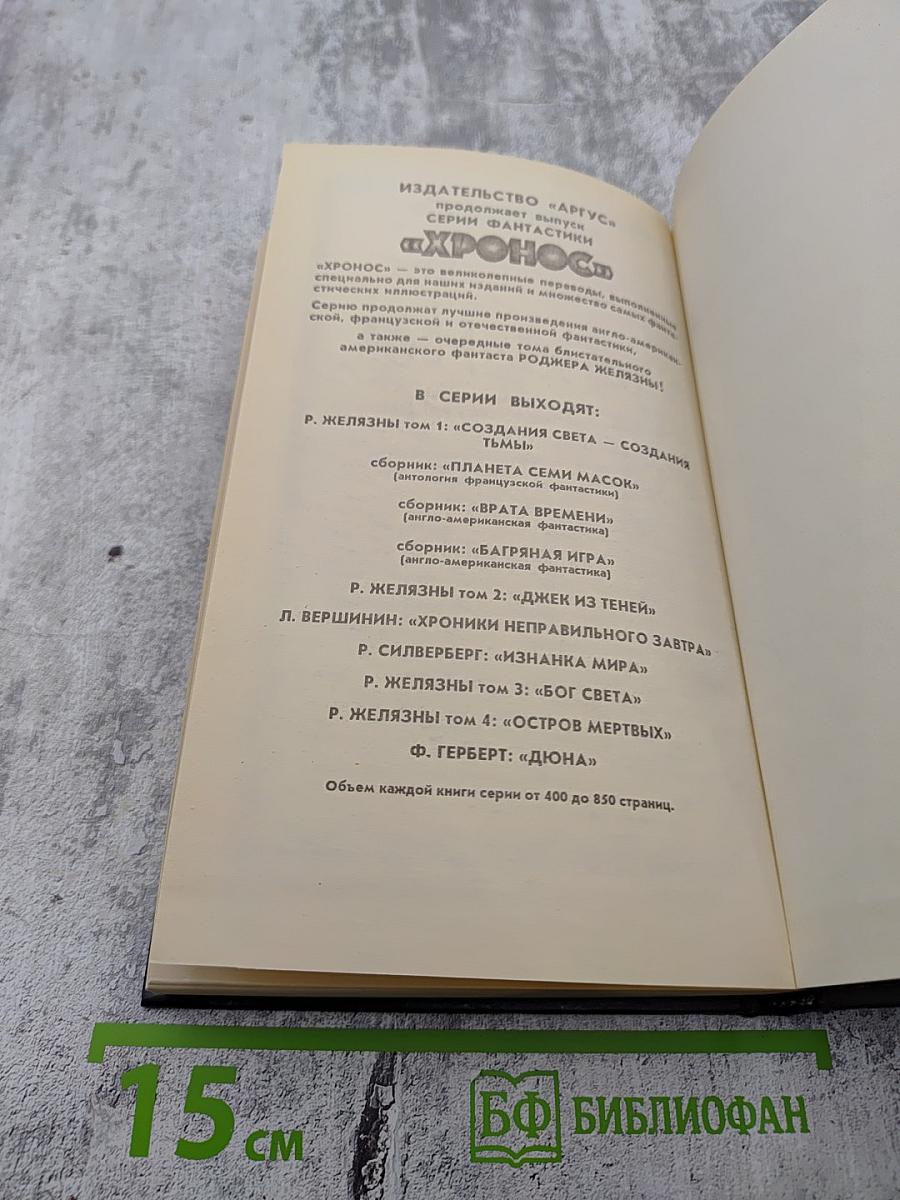 ИЗДАТЕЛЬСТВО «АРГУС»
продолжает выпуск
СЕРИИ ФАНТАСТИКИ
«ХРОНОС»
«ХРОНОС» — это великолепные переводы, выполненные
специально для наших изданий и множество самых фанта-
стических иллюстраций.
Серию продолжат лучшие произведения англо-американ-
ской, французской и отечественной фантастики,
а также — очередные тома блистательного
американского фантаста РОДЖЕРА ЖЕЛЯЗНЫ!
В СЕРИИ ВЫХОДЯТ:
Р. ЖЕЛЯЗНЫ том 1: «СОЗДАНИЯ СВЕТА — СОЗДАНИЯ
ТЬМЫ»
сборник: «ПЛАНЕТА СЕМИ МАСОК»
(антология французской фантастики)
сборник: «ВРАТА ВРЕМЕНИ»
(англо-американская фантастика)
сборник: «БАГРЯНАЯ ИГРА»
(англо-американская фантастика)
Р. ЖЕЛЯЗНЫ том 2: «ДЖЕК ИЗ ТЕНЕЙ»
Л. ВЕРШИНИН: «ХРОНИКИ НЕПРАВИЛЬНОГО ЗАВТРА»
Р. СИЛВЕРБЕРГ: «ИЗНАНКА МИРА»
Р. ЖЕЛЯЗНЫ том 3: «БОГ СВЕТА»
Р. ЖЕЛЯЗНЫ том 4: «ОСТРОВ МЕРТВЫХ»
Ф. ГЕРБЕРТ: «ДЮНА»
Объем каждой книги серии от 400 до 850 страниц.
15 см
БФ БИБЛИОФАН